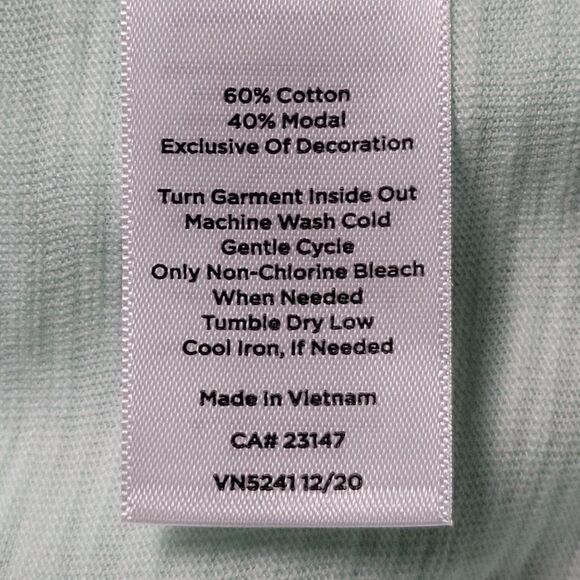 60% Cotton
40% Modal
Exclusive Of Decoration
Turn Garment Inside Out
Machine Wash Cold
Gentle Cycle
Only Non-Chlorine Bleach
When Needed
Tumble Dry Low
Cool Iron, If Needed
Made in Vietnam
CA# 23147
VN5241 12/20